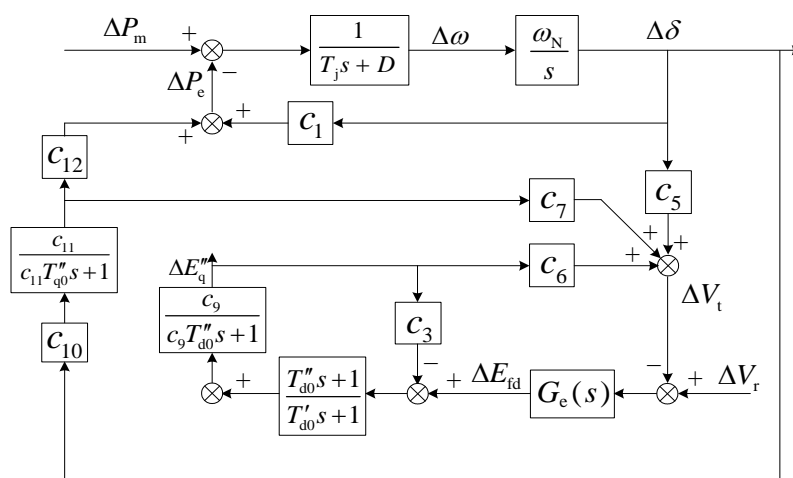 ΔP_m + 1/(T_j s + D) Δω ω_N/s Δδ
ΔP_e −
+ + c_1
c_12
c_5
c_7
c_11/(c_11 T″_q0 s + 1)
+ +
ΔE″_q c_6 +
ΔV_t
c_9/(c_9 T″_d0 s + 1)
c_3
c_10
− −
+ (T″_d0 s + 1)/(T′_d0 s + 1) + ΔE_fd G_e(s) + ΔV_r